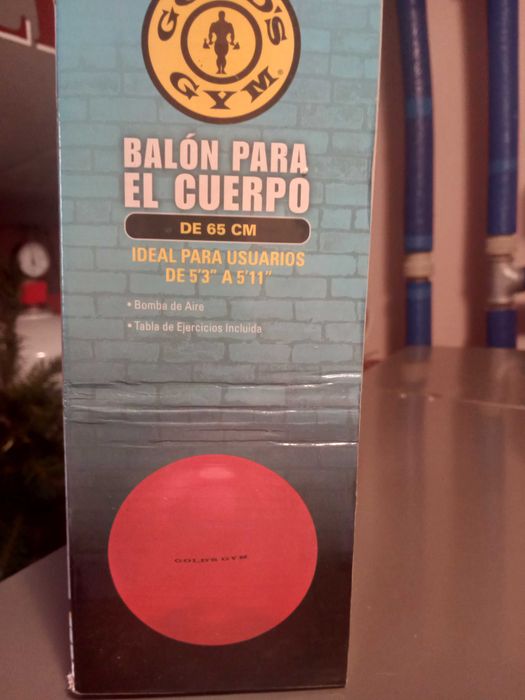 GOLD'S
GYM®
BALÓN PARA
EL CUERPO
DE 65 CM
IDEAL PARA USUARIOS
DE 5'3" A 5'11"
• Bomba de Aire
• Tabla de Ejercicios Incluida
GOLD'S GYM